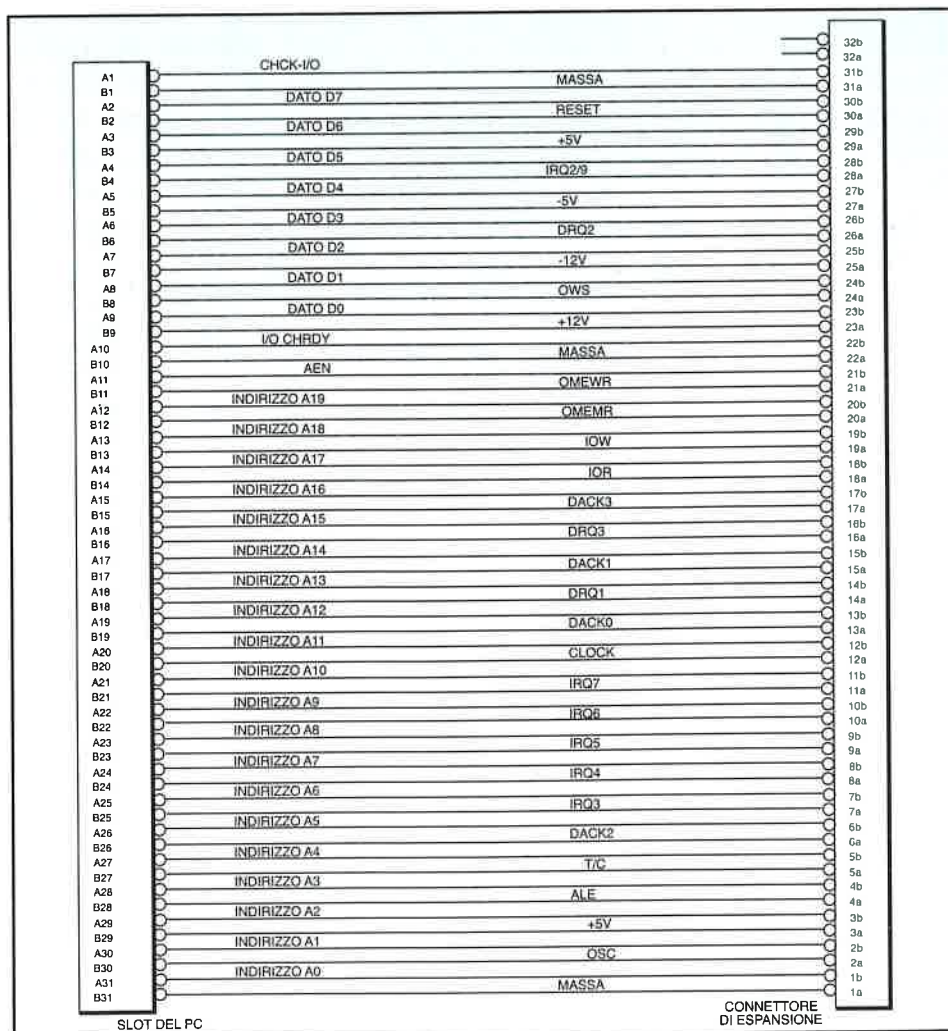 32b
32a
A1 CHCK-I/O 31b
B1 MASSA 31a
A2 DATO D7 30b
B2 RESET 30a
A3 DATO D6 29b
B3 +5V 29a
A4 DATO D5 28b
B4 IRQ2/9 28a
A5 DATO D4 27b
B5 -5V 27a
A6 DATO D3 26b
B6 DRQ2 26a
A7 DATO D2 25b
B7 -12V 25a
A8 DATO D1 24b
B8 OWS 24a
A9 DATO D0 23b
B9 +12V 23a
A10 I/O CHRDY 22b
B10 MASSA 22a
A11 AEN 21b
B11 OMEWR 21a
A12 INDIRIZZO A19 20b
B12 OMEMR 20a
A13 INDIRIZZO A18 19b
B13 IOW 19a
A14 INDIRIZZO A17 18b
B14 IOR 18a
A15 INDIRIZZO A16 17b
B15 DACK3 17a
A16 INDIRIZZO A15 16b
B16 DRQ3 16a
A17 INDIRIZZO A14 15b
B17 DACK1 15a
A18 INDIRIZZO A13 14b
B18 DRQ1 14a
A19 INDIRIZZO A12 13b
B19 DACK0 13a
A20 INDIRIZZO A11 12b
B20 CLOCK 12a
A21 INDIRIZZO A10 11b
B21 IRQ7 11a
A22 INDIRIZZO A9 10b
B22 IRQ6 10a
A23 INDIRIZZO A8 9b
B23 IRQ5 9a
A24 INDIRIZZO A7 8b
B24 IRQ4 8a
A25 INDIRIZZO A6 7b
B25 IRQ3 7a
A26 INDIRIZZO A5 6b
B26 DACK2 6a
A27 INDIRIZZO A4 5b
B27 T/C 5a
A28 INDIRIZZO A3 4b
B28 ALE 4a
A29 INDIRIZZO A2 3b
B29 +5V 3a
A30 INDIRIZZO A1 2b
B30 OSC 2a
A31 INDIRIZZO A0 1b
B31 MASSA 1a
SLOT DEL PC
CONNETTORE
DI ESPANSIONE